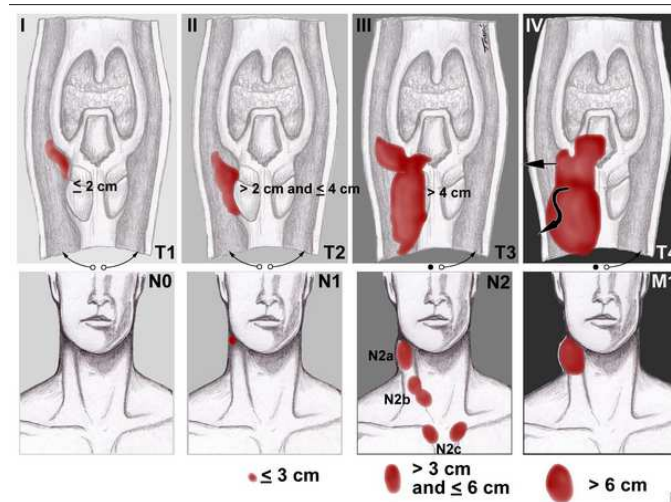 I
II
III
IV
≤ 2 cm
> 2 cm and ≤ 4 cm
> 4 cm
T1
T2
T3
T4
N0
N1
N2
M1
N2a
N2b
N2c
≤ 3 cm
> 3 cm
and ≤ 6 cm
> 6 cm